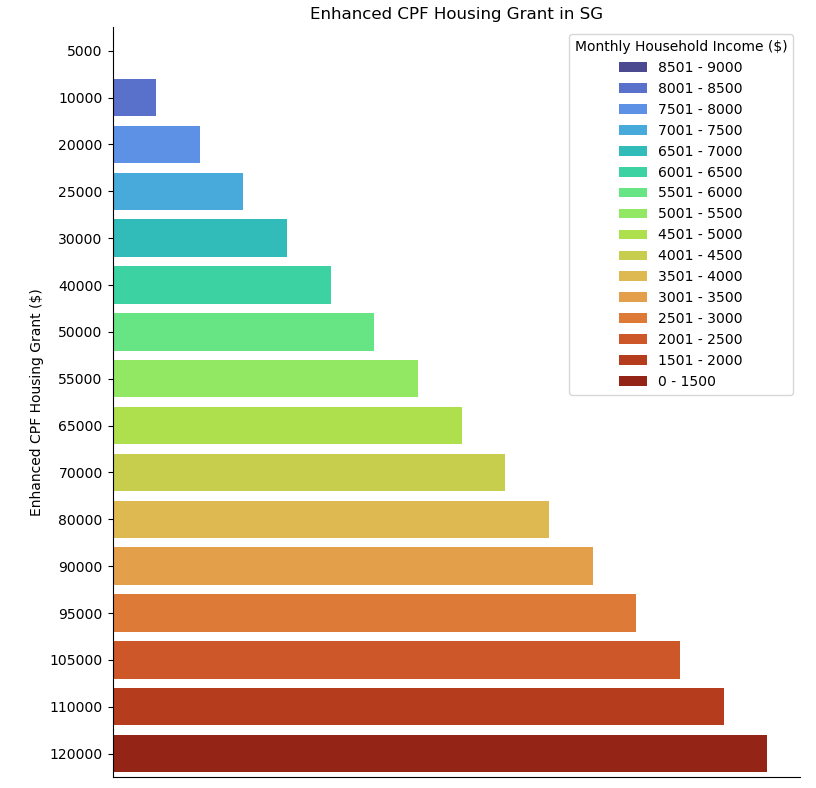 Enhanced CPF Housing Grant in SG
Enhanced CPF Housing Grant ($)
5000
10000
20000
25000
30000
40000
50000
55000
65000
70000
80000
90000
95000
105000
110000
120000
Monthly Household Income ($)
8501 - 9000
8001 - 8500
7501 - 8000
7001 - 7500
6501 - 7000
6001 - 6500
5501 - 6000
5001 - 5500
4501 - 5000
4001 - 4500
3501 - 4000
3001 - 3500
2501 - 3000
2001 - 2500
1501 - 2000
0 - 1500